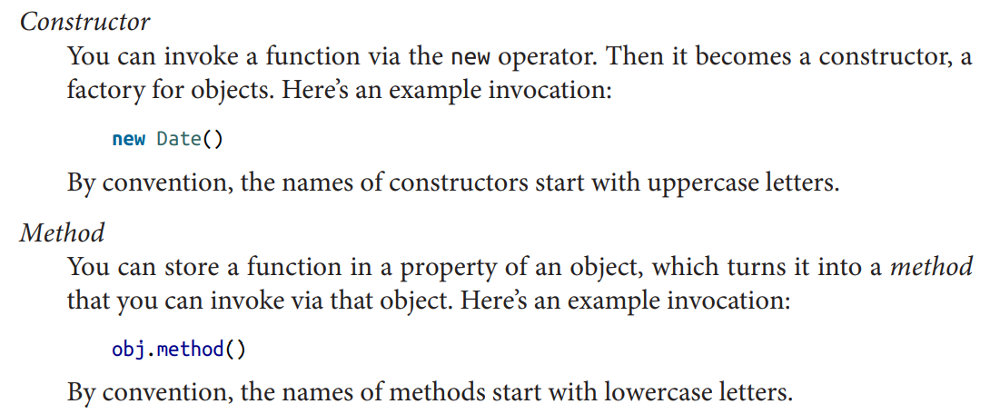 Constructor
You can invoke a function via the new operator. Then it becomes a constructor, a
factory for objects. Here’s an example invocation:
new Date()
By convention, the names of constructors start with uppercase letters.
Method
You can store a function in a property of an object, which turns it into a method
that you can invoke via that object. Here’s an example invocation:
obj.method()
By convention, the names of methods start with lowercase letters.